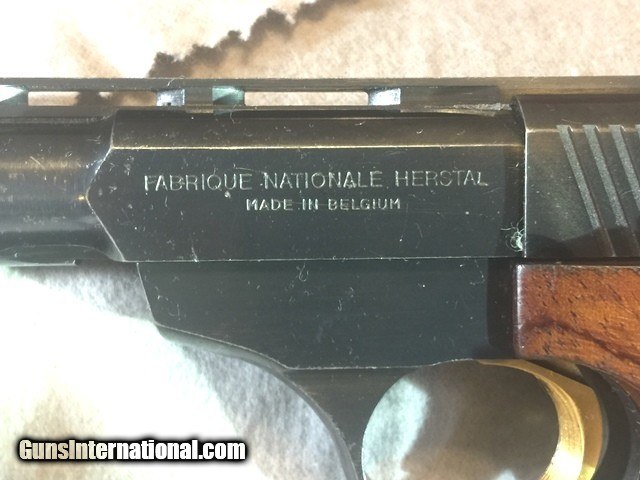 FABRIQUE NATIONALE HERSTAL
MADE IN BELGIUM
GunsInternational.com